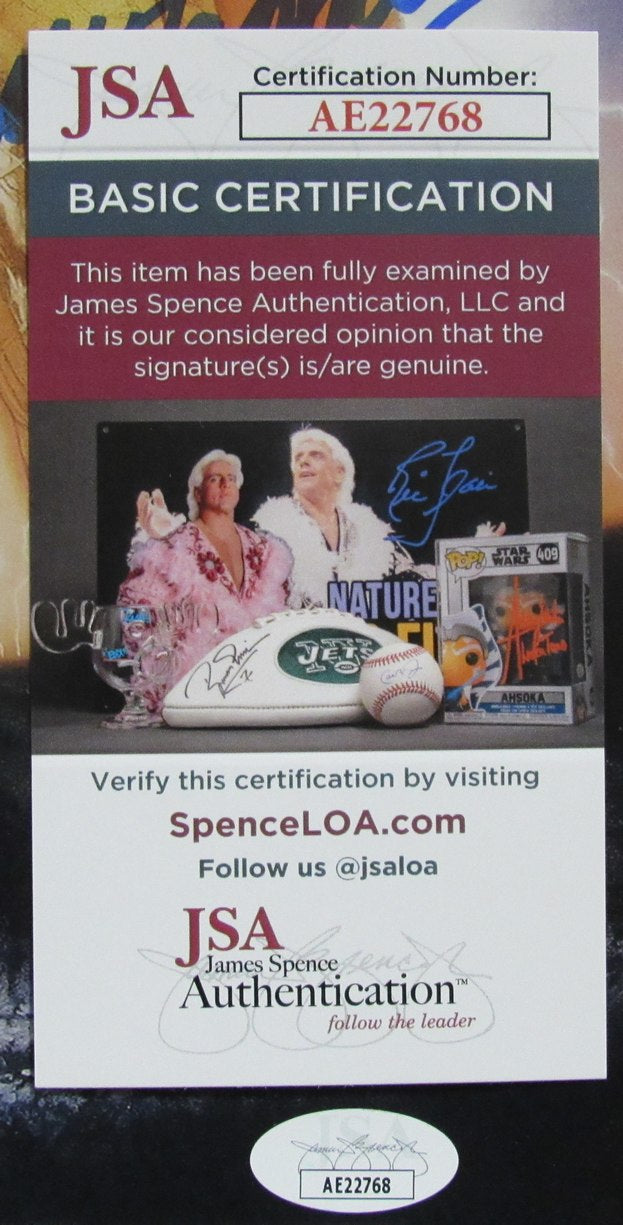 JSA
Certification Number:
AE22768
BASIC CERTIFICATION
This item has been fully examined by
James Spence Authentication, LLC and
it is our considered opinion that the
signature(s) is/are genuine.
NATURE
POP!
STAR
WARS
409
JETS
AHSOKA
Verify this certification by visiting
SpenceLOA.com
Follow us @jsaloa
JSA
James Spence
Authentication™
follow the leader
AE22768